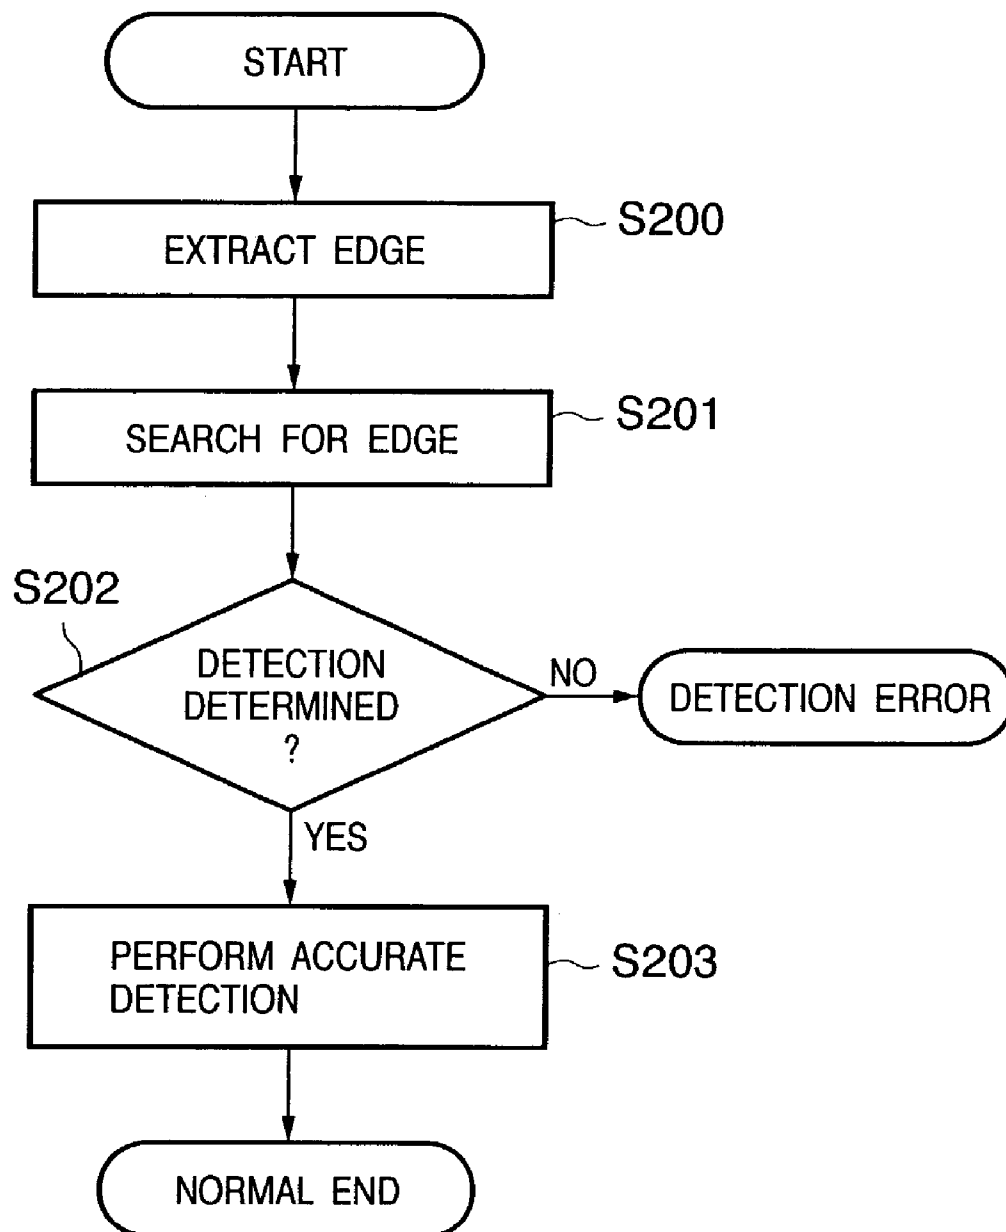 START
EXTRACT EDGE
S200
SEARCH FOR EDGE
S201
S202
DETECTION
DETERMINED
?
NO
DETECTION ERROR
YES
PERFORM ACCURATE
DETECTION
S203
NORMAL END